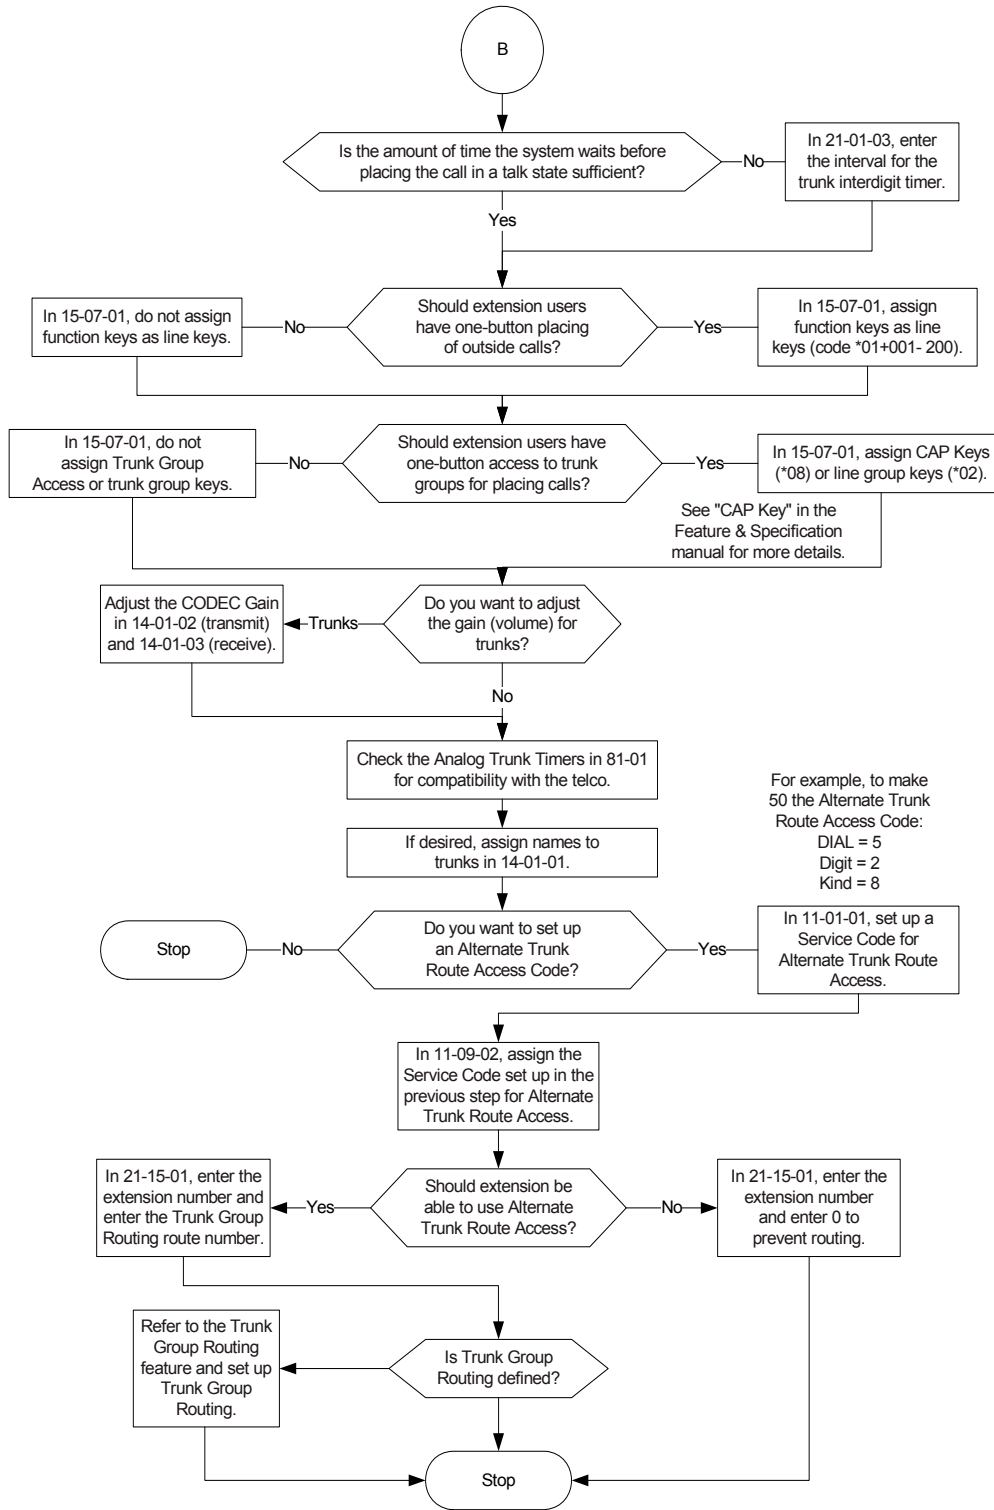 B
Is the amount of time the system waits before
placing the call in a talk state sufficient?
No
In 21-01-03, enter
the interval for the
trunk interdigit timer.
Yes
In 15-07-01, do not assign
function keys as line keys.
No
Should extension users
have one-button placing
of outside calls?
Yes
In 15-07-01, assign
function keys as line
keys (code *01+001- 200).
In 15-07-01, do not
assign Trunk Group
Access or trunk group keys.
No
Should extension users have
one-button access to trunk
groups for placing calls?
Yes
In 15-07-01, assign CAP Keys
(*08) or line group keys (*02).
See "CAP Key" in the
Feature & Specification
manual for more details.
Adjust the CODEC Gain
in 14-01-02 (transmit)
and 14-01-03 (receive).
Trunks
Do you want to adjust
the gain (volume) for
trunks?
No
Check the Analog Trunk Timers in 81-01
for compatibility with the telco.
If desired, assign names to
trunks in 14-01-01.
For example, to make
50 the Alternate Trunk
Route Access Code:
DIAL = 5
Digit = 2
Kind = 8
Stop
No
Do you want to set up
an Alternate Trunk
Route Access Code?
Yes
In 11-01-01, set up a
Service Code for
Alternate Trunk Route
Access.
In 11-09-02, assign the
Service Code set up in the
previous step for Alternate
Trunk Route Access.
In 21-15-01, enter the
extension number and
enter the Trunk Group
Routing route number.
Yes
Should extension be
able to use Alternate
Trunk Route Access?
No
In 21-15-01, enter the
extension number
and enter 0 to
prevent routing.
Refer to the Trunk
Group Routing
feature and set up
Trunk Group
Routing.
Is Trunk Group
Routing defined?
Stop